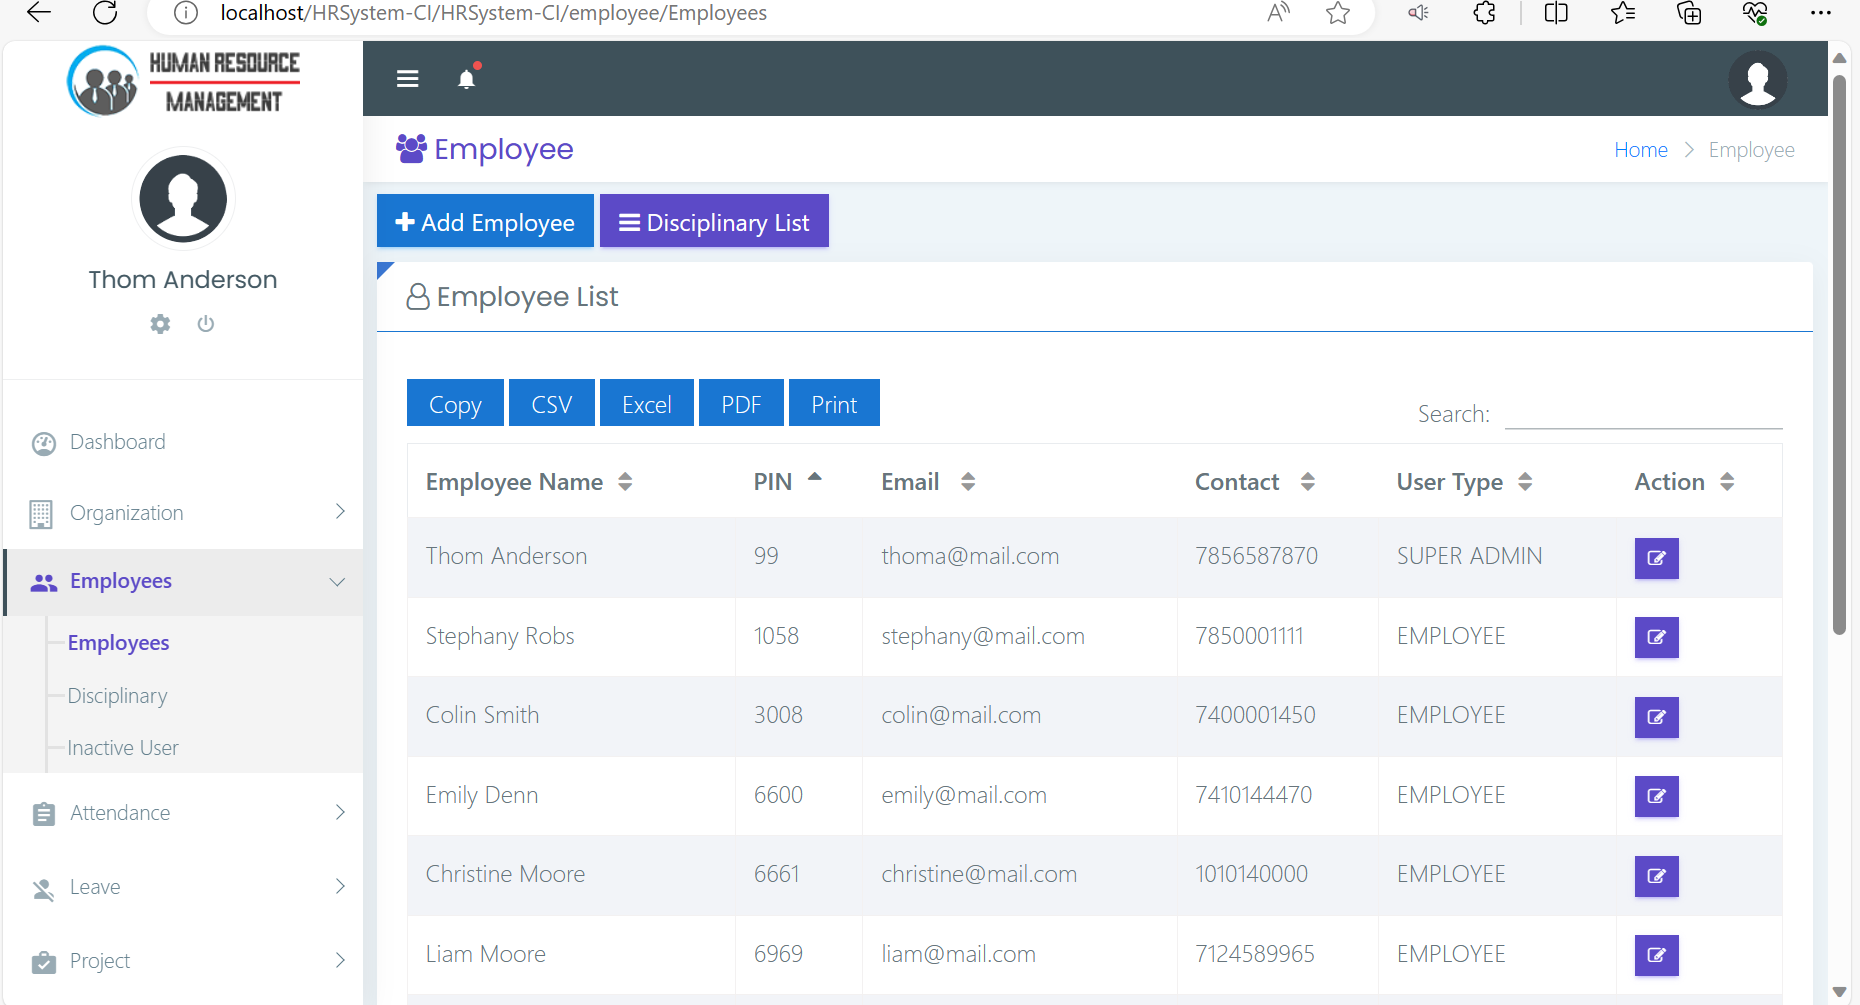 localhost/HRSystem-CI/HRSystem-CI/employee/Employees
HUMAN RESOURCE
MANAGEMENT
Thom Anderson
Dashboard
Organization
Employees
Employees
Disciplinary
Inactive User
Attendance
Leave
Project
Employee
Home > Employee
Add Employee
Disciplinary List
Employee List
Copy CSV Excel PDF Print
Search:
Employee Name PIN Email Contact User Type Action
Thom Anderson 99 thoma@mail.com 7856587870 SUPER ADMIN
Stephany Robs 1058 stephany@mail.com 7850001111 EMPLOYEE
Colin Smith 3008 colin@mail.com 7400001450 EMPLOYEE
Emily Denn 6600 emily@mail.com 7410144470 EMPLOYEE
Christine Moore 6661 christine@mail.com 1010140000 EMPLOYEE
Liam Moore 6969 liam@mail.com 7124589965 EMPLOYEE